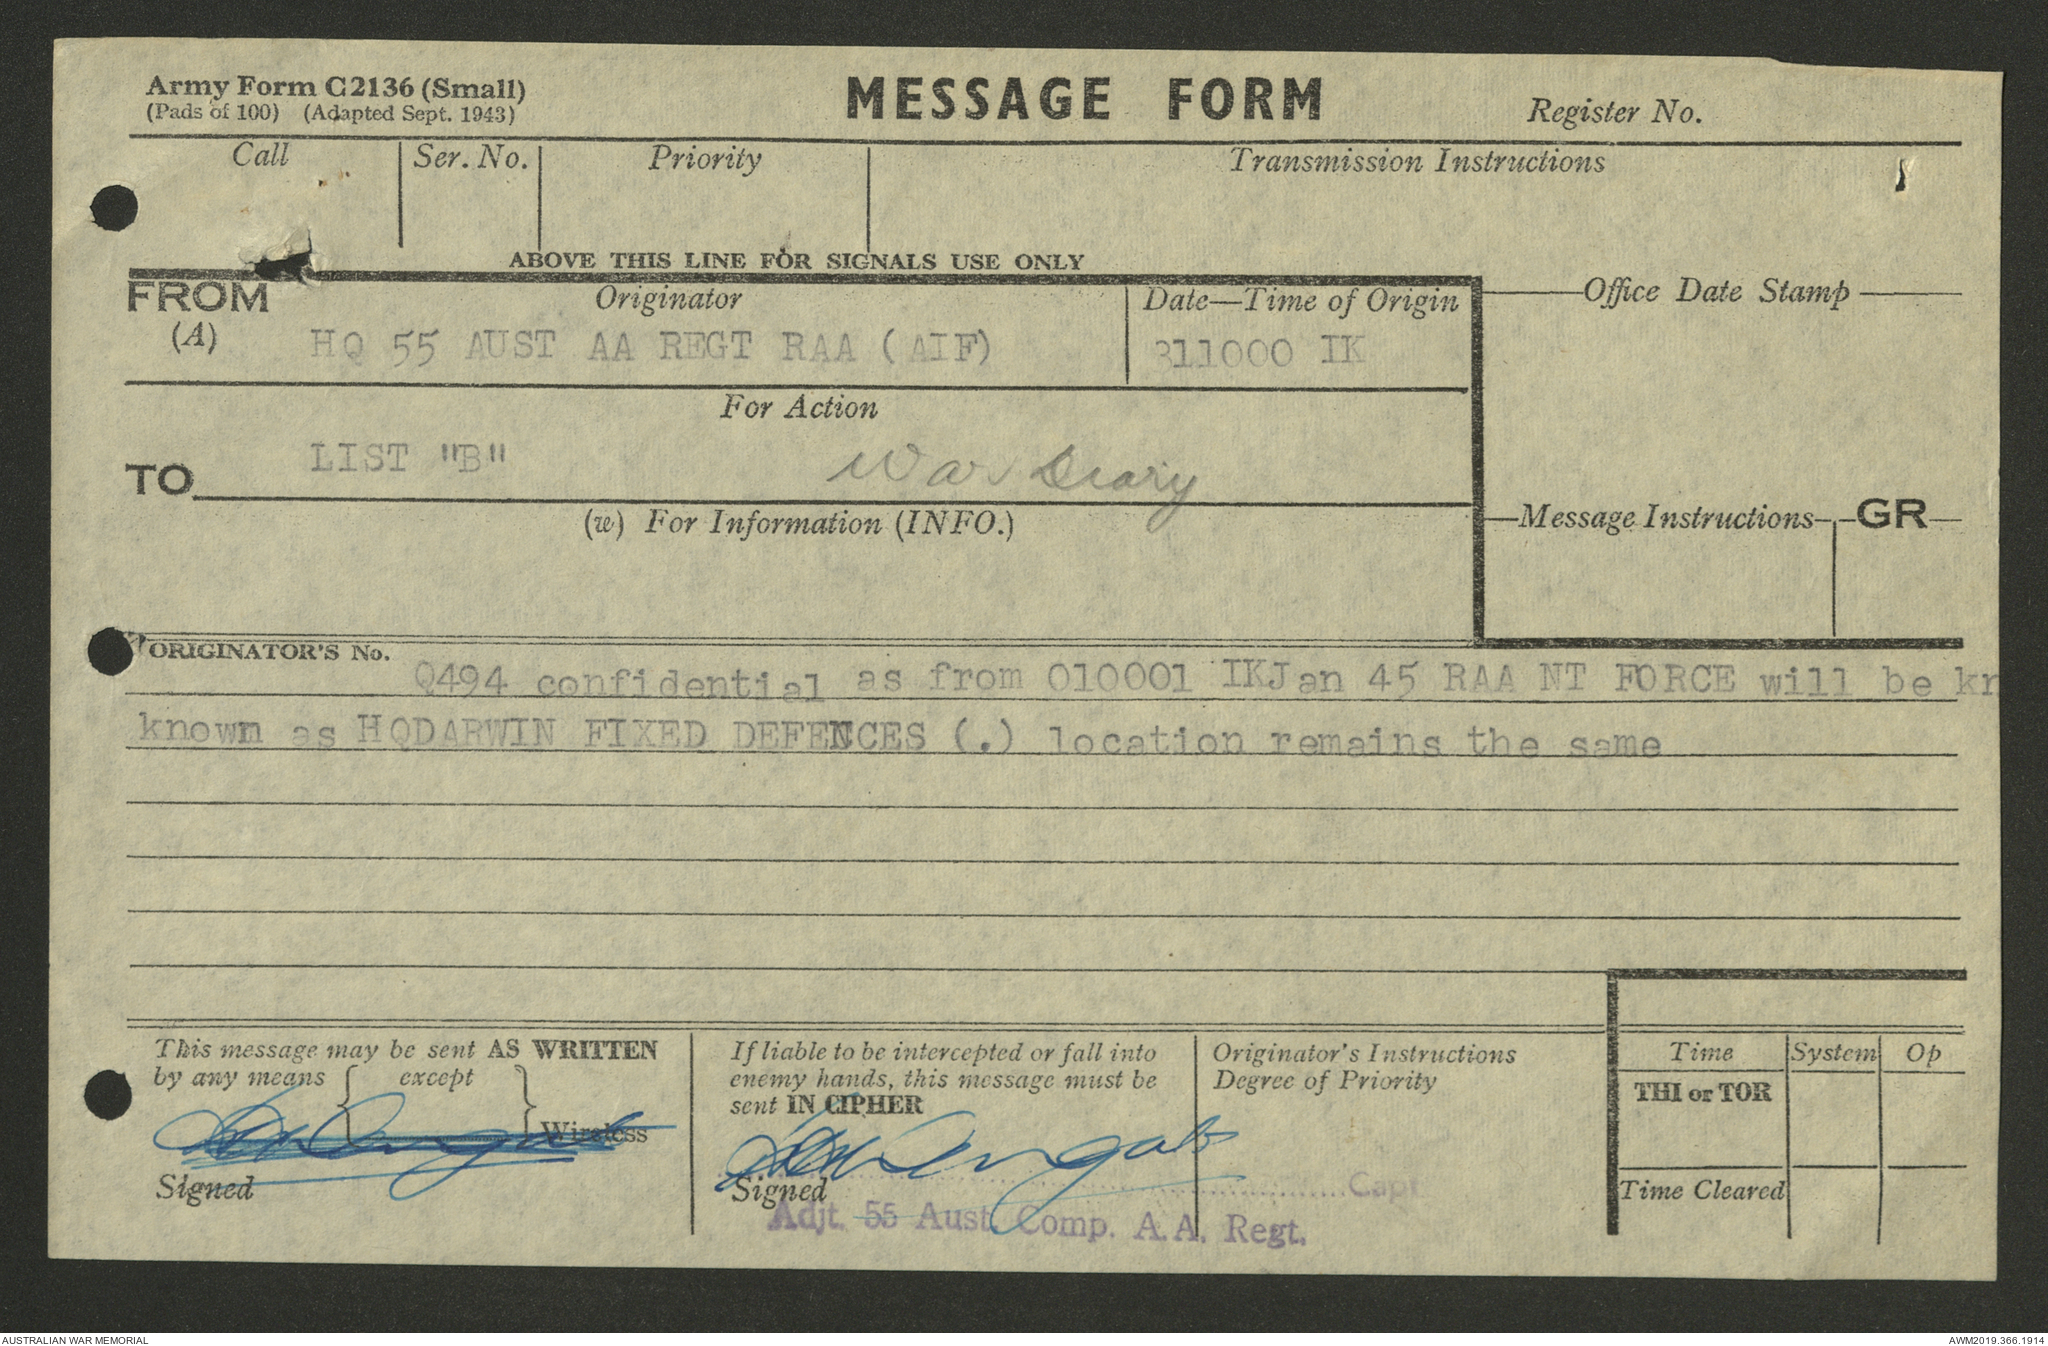 Army Form C2136 (Small)
(Pads of 100) (Adapted Sept. 1943)
MESSAGE FORM
Register No.
Call
Ser. No.
Priority
Transmission Instructions
ABOVE THIS LINE FOR SIGNALS USE ONLY
FROM
(A)
Originator
HQ 55 AUST AA REGT RAA (AIF)
Date—Time of Origin
311000 IK
Office Date Stamp
For Action
TO
LIST "B"
War Diary
(w) For Information (INFO.)
Message Instructions
GR
ORIGINATOR'S No.
Q494 confidential as from 010001 IKJan 45 RAA NT FORCE will be kn
known as HQDARWIN FIXED DEFENCES (.) location remains the same
This message may be sent AS WRITTEN
by any means { except }
Wireless
Signed
If liable to be intercepted or fall into
enemy hands, this message must be
sent IN CIPHER
Signed
Capt
Adjt. 55 Aust. Comp. A.A. Regt.
Originator's Instructions
Degree of Priority
Time
System
Op
THI or TOR
Time Cleared
AUSTRALIAN WAR MEMORIAL
AWM2019.366.1914